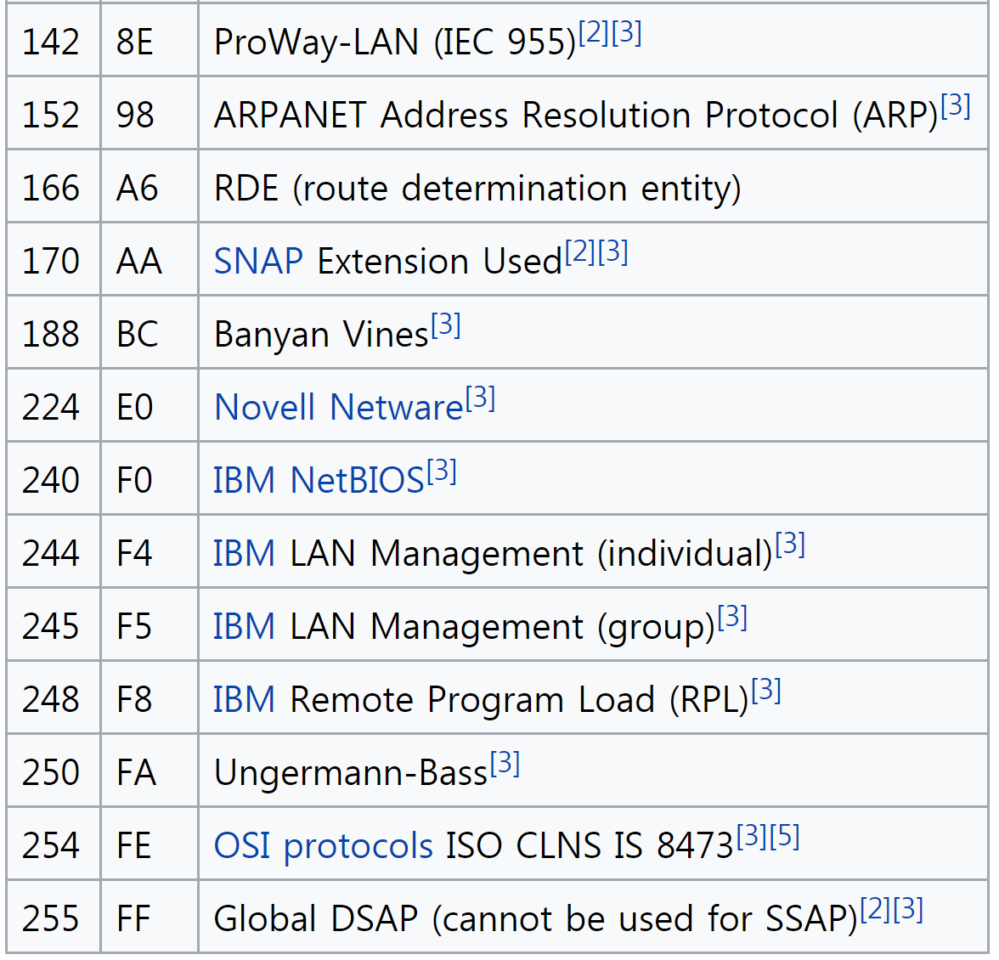 142 8E ProWay-LAN (IEC 955)[2][3]
152 98 ARPANET Address Resolution Protocol (ARP)[3]
166 A6 RDE (route determination entity)
170 AA SNAP Extension Used[2][3]
188 BC Banyan Vines[3]
224 E0 Novell Netware[3]
240 F0 IBM NetBIOS[3]
244 F4 IBM LAN Management (individual)[3]
245 F5 IBM LAN Management (group)[3]
248 F8 IBM Remote Program Load (RPL)[3]
250 FA Ungermann-Bass[3]
254 FE OSI protocols ISO CLNS IS 8473[3][5]
255 FF Global DSAP (cannot be used for SSAP)[2][3]